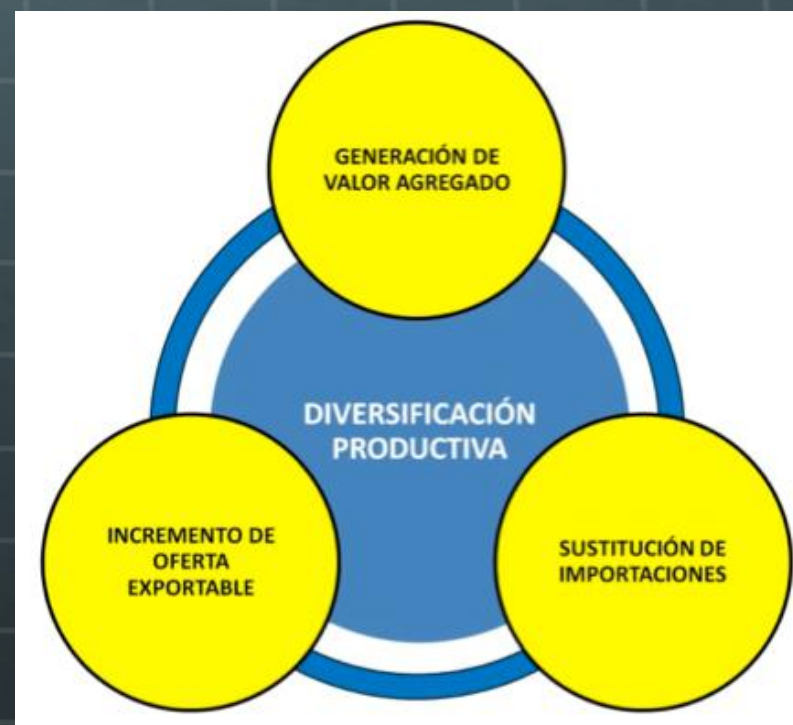 GENERACIÓN DE
VALOR AGREGADO
DIVERSIFICACIÓN
PRODUCTIVA
INCREMENTO DE
OFERTA
EXPORTABLE
SUSTITUCIÓN DE
IMPORTACIONES